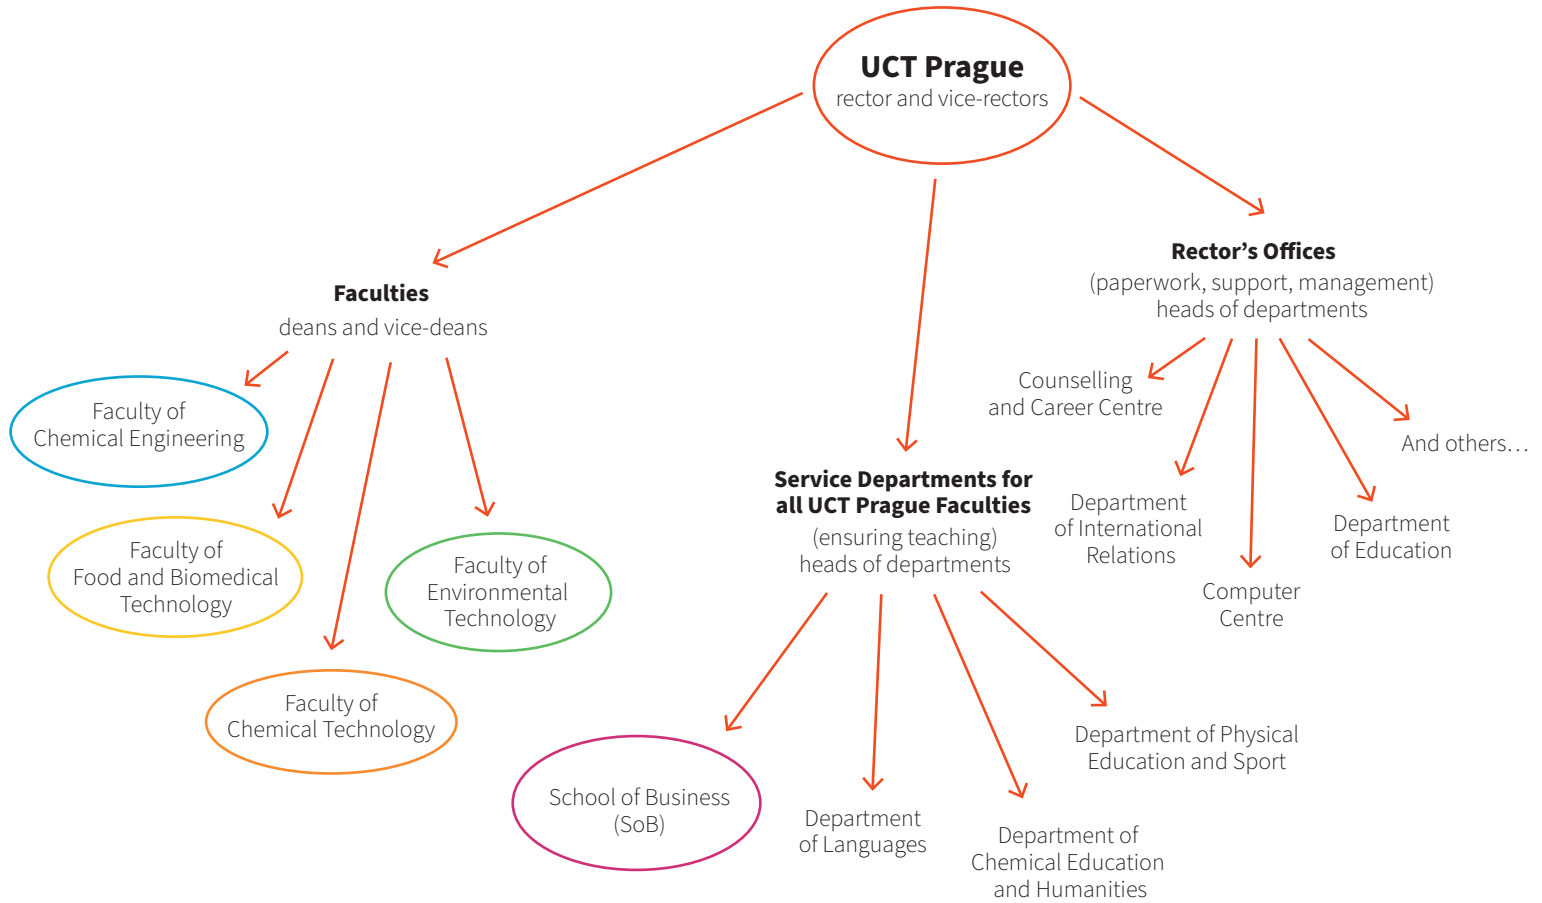 UCT Prague
rector and vice-rectors
Faculties
deans and vice-deans
Faculty of
Chemical Engineering
Faculty of
Food and Biomedical
Technology
Faculty of
Chemical Technology
Faculty of
Environmental
Technology
Service Departments for
all UCT Prague Faculties
(ensuring teaching)
heads of departments
School of Business
(SoB)
Department
of Languages
Department of
Chemical Education
and Humanities
Department of Physical
Education and Sport
Rector’s Offices
(paperwork, support, management)
heads of departments
Counselling
and Career Centre
Department
of International
Relations
Computer
Centre
Department
of Education
And others…